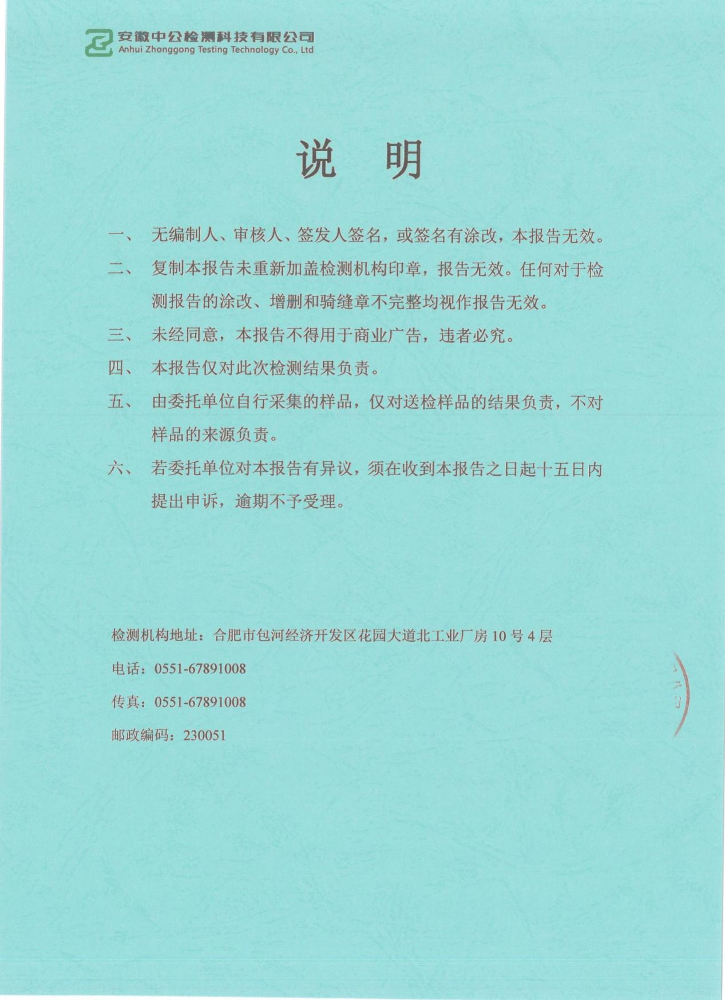 安徽中公检测科技有限公司
Anhui Zhonggong Testing Technology Co., Ltd
说 明
一、 无编制人、审核人、签发人签名，或签名有涂改，本报告无效。
二、 复制本报告未重新加盖检测机构印章，报告无效。任何对于检
测报告的涂改、增删和骑缝章不完整均视作报告无效。
三、 未经同意，本报告不得用于商业广告，违者必究。
四、 本报告仅对此次检测结果负责。
五、 由委托单位自行采集的样品，仅对送检样品的结果负责，不对
样品的来源负责。
六、 若委托单位对本报告有异议，须在收到本报告之日起十五日内
提出申诉，逾期不予受理。
检测机构地址：合肥市包河经济开发区花园大道北工业厂房 10 号 4 层
电话：0551-67891008
传真：0551-67891008
邮政编码：230051